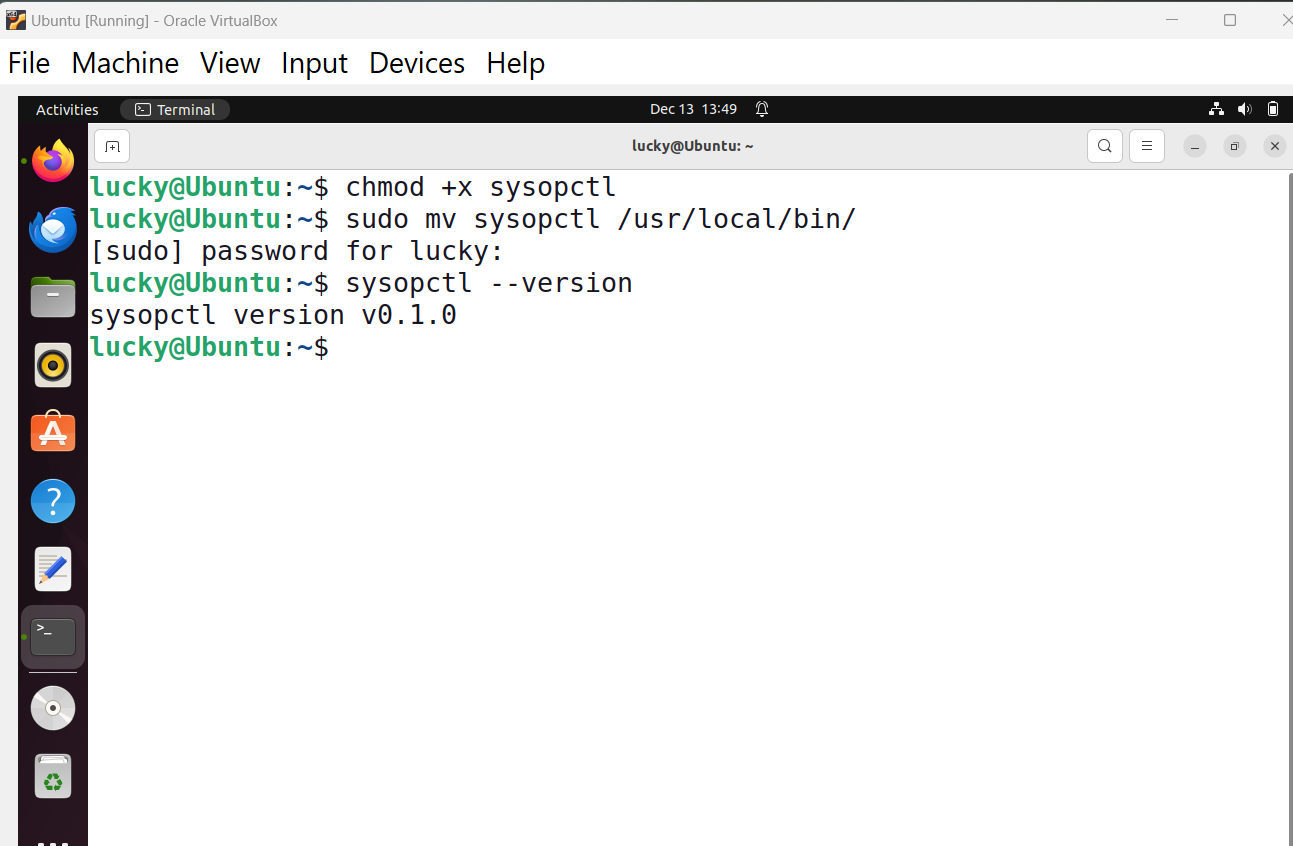 Ubuntu [Running] - Oracle VirtualBox
File Machine View Input Devices Help
Activities Terminal Dec 13 13:49
lucky@Ubuntu: ~
lucky@Ubuntu:~$ chmod +x sysopctl
lucky@Ubuntu:~$ sudo mv sysopctl /usr/local/bin/
[sudo] password for lucky:
lucky@Ubuntu:~$ sysopctl --version
sysopctl version v0.1.0
lucky@Ubuntu:~$